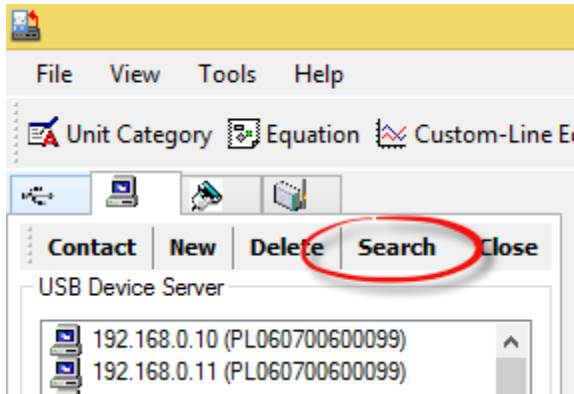 File View Tools Help
Unit Category Equation Custom-Line
Contact New Delete Search Close
USB Device Server
192.168.0.10 (PL060700600099)
192.168.0.11 (PL060700600099)